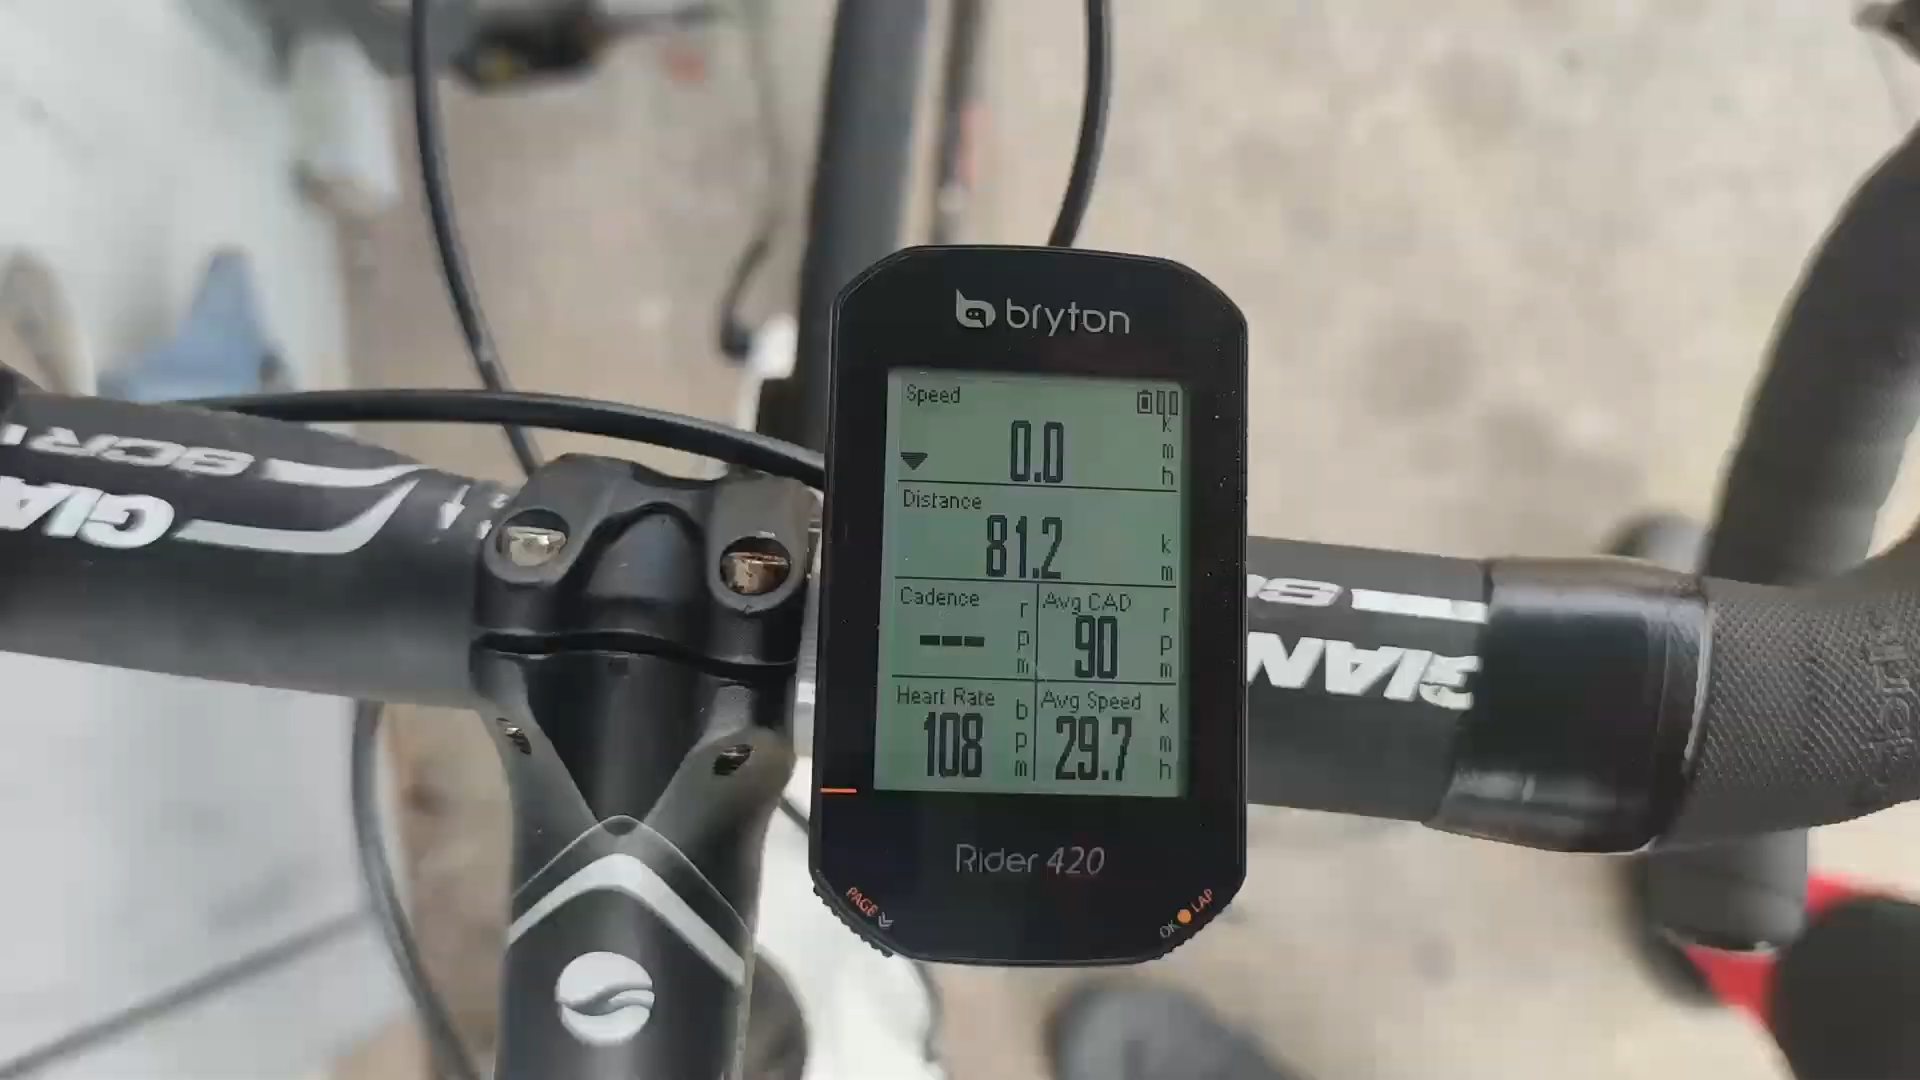 bryton
Speed
0.0
km
h
Distance
81.2
km
Cadence
---
rpm
Avg CAD
90
rpm
Heart Rate
108
bpm
Avg Speed
29.7
km
h
Rider 420
PAGE
OK LAP
GIANT